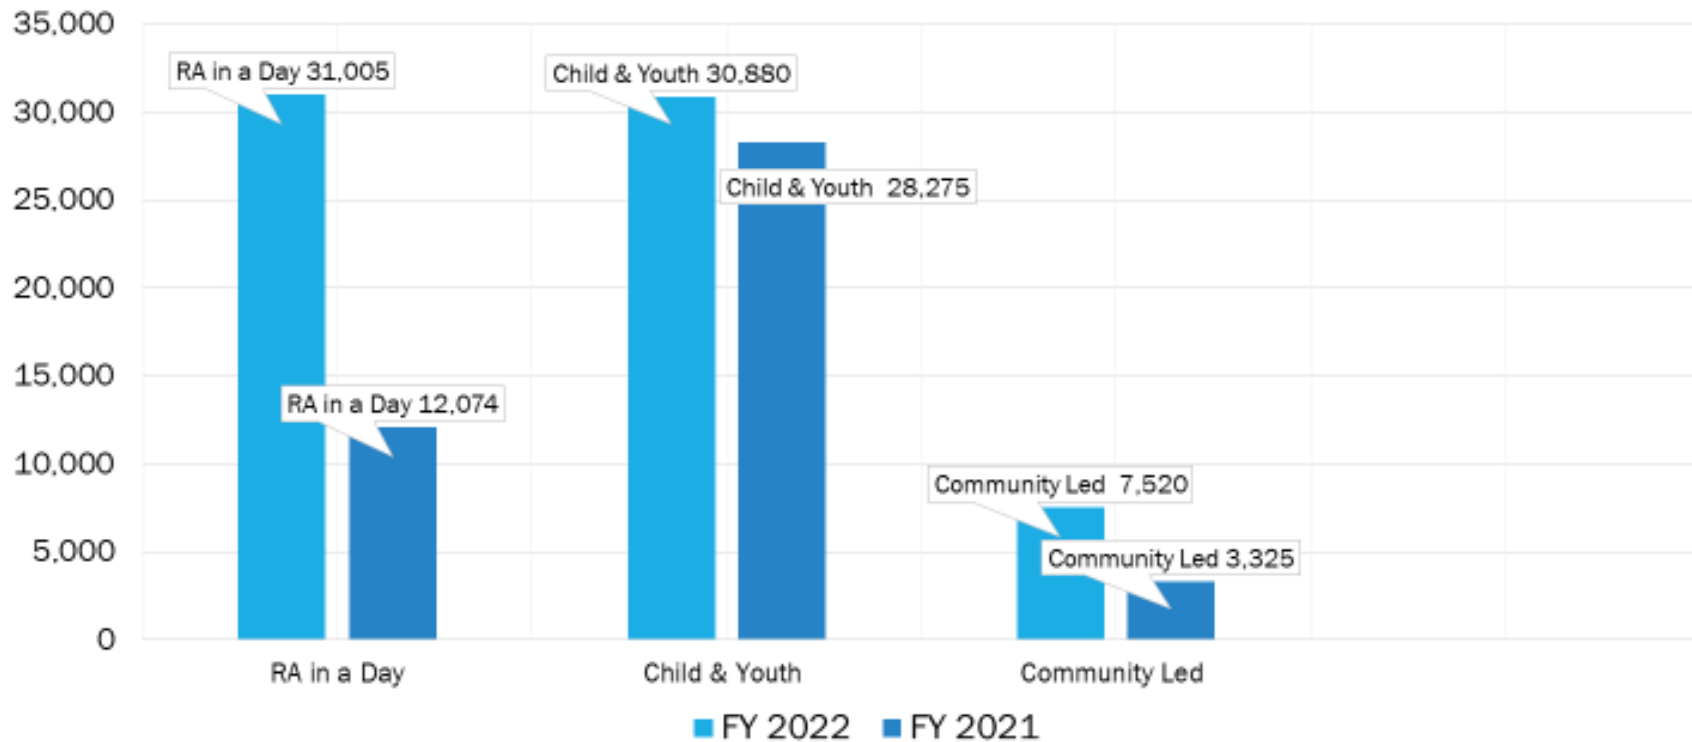 35,000
RA in a Day 31,005
Child & Youth 30,880
30,000
Child & Youth 28,275
25,000
20,000
15,000
RA in a Day 12,074
10,000
Community Led 7,520
5,000
Community Led 3,325
0
RA in a Day
Child & Youth
Community Led
FY 2022 FY 2021